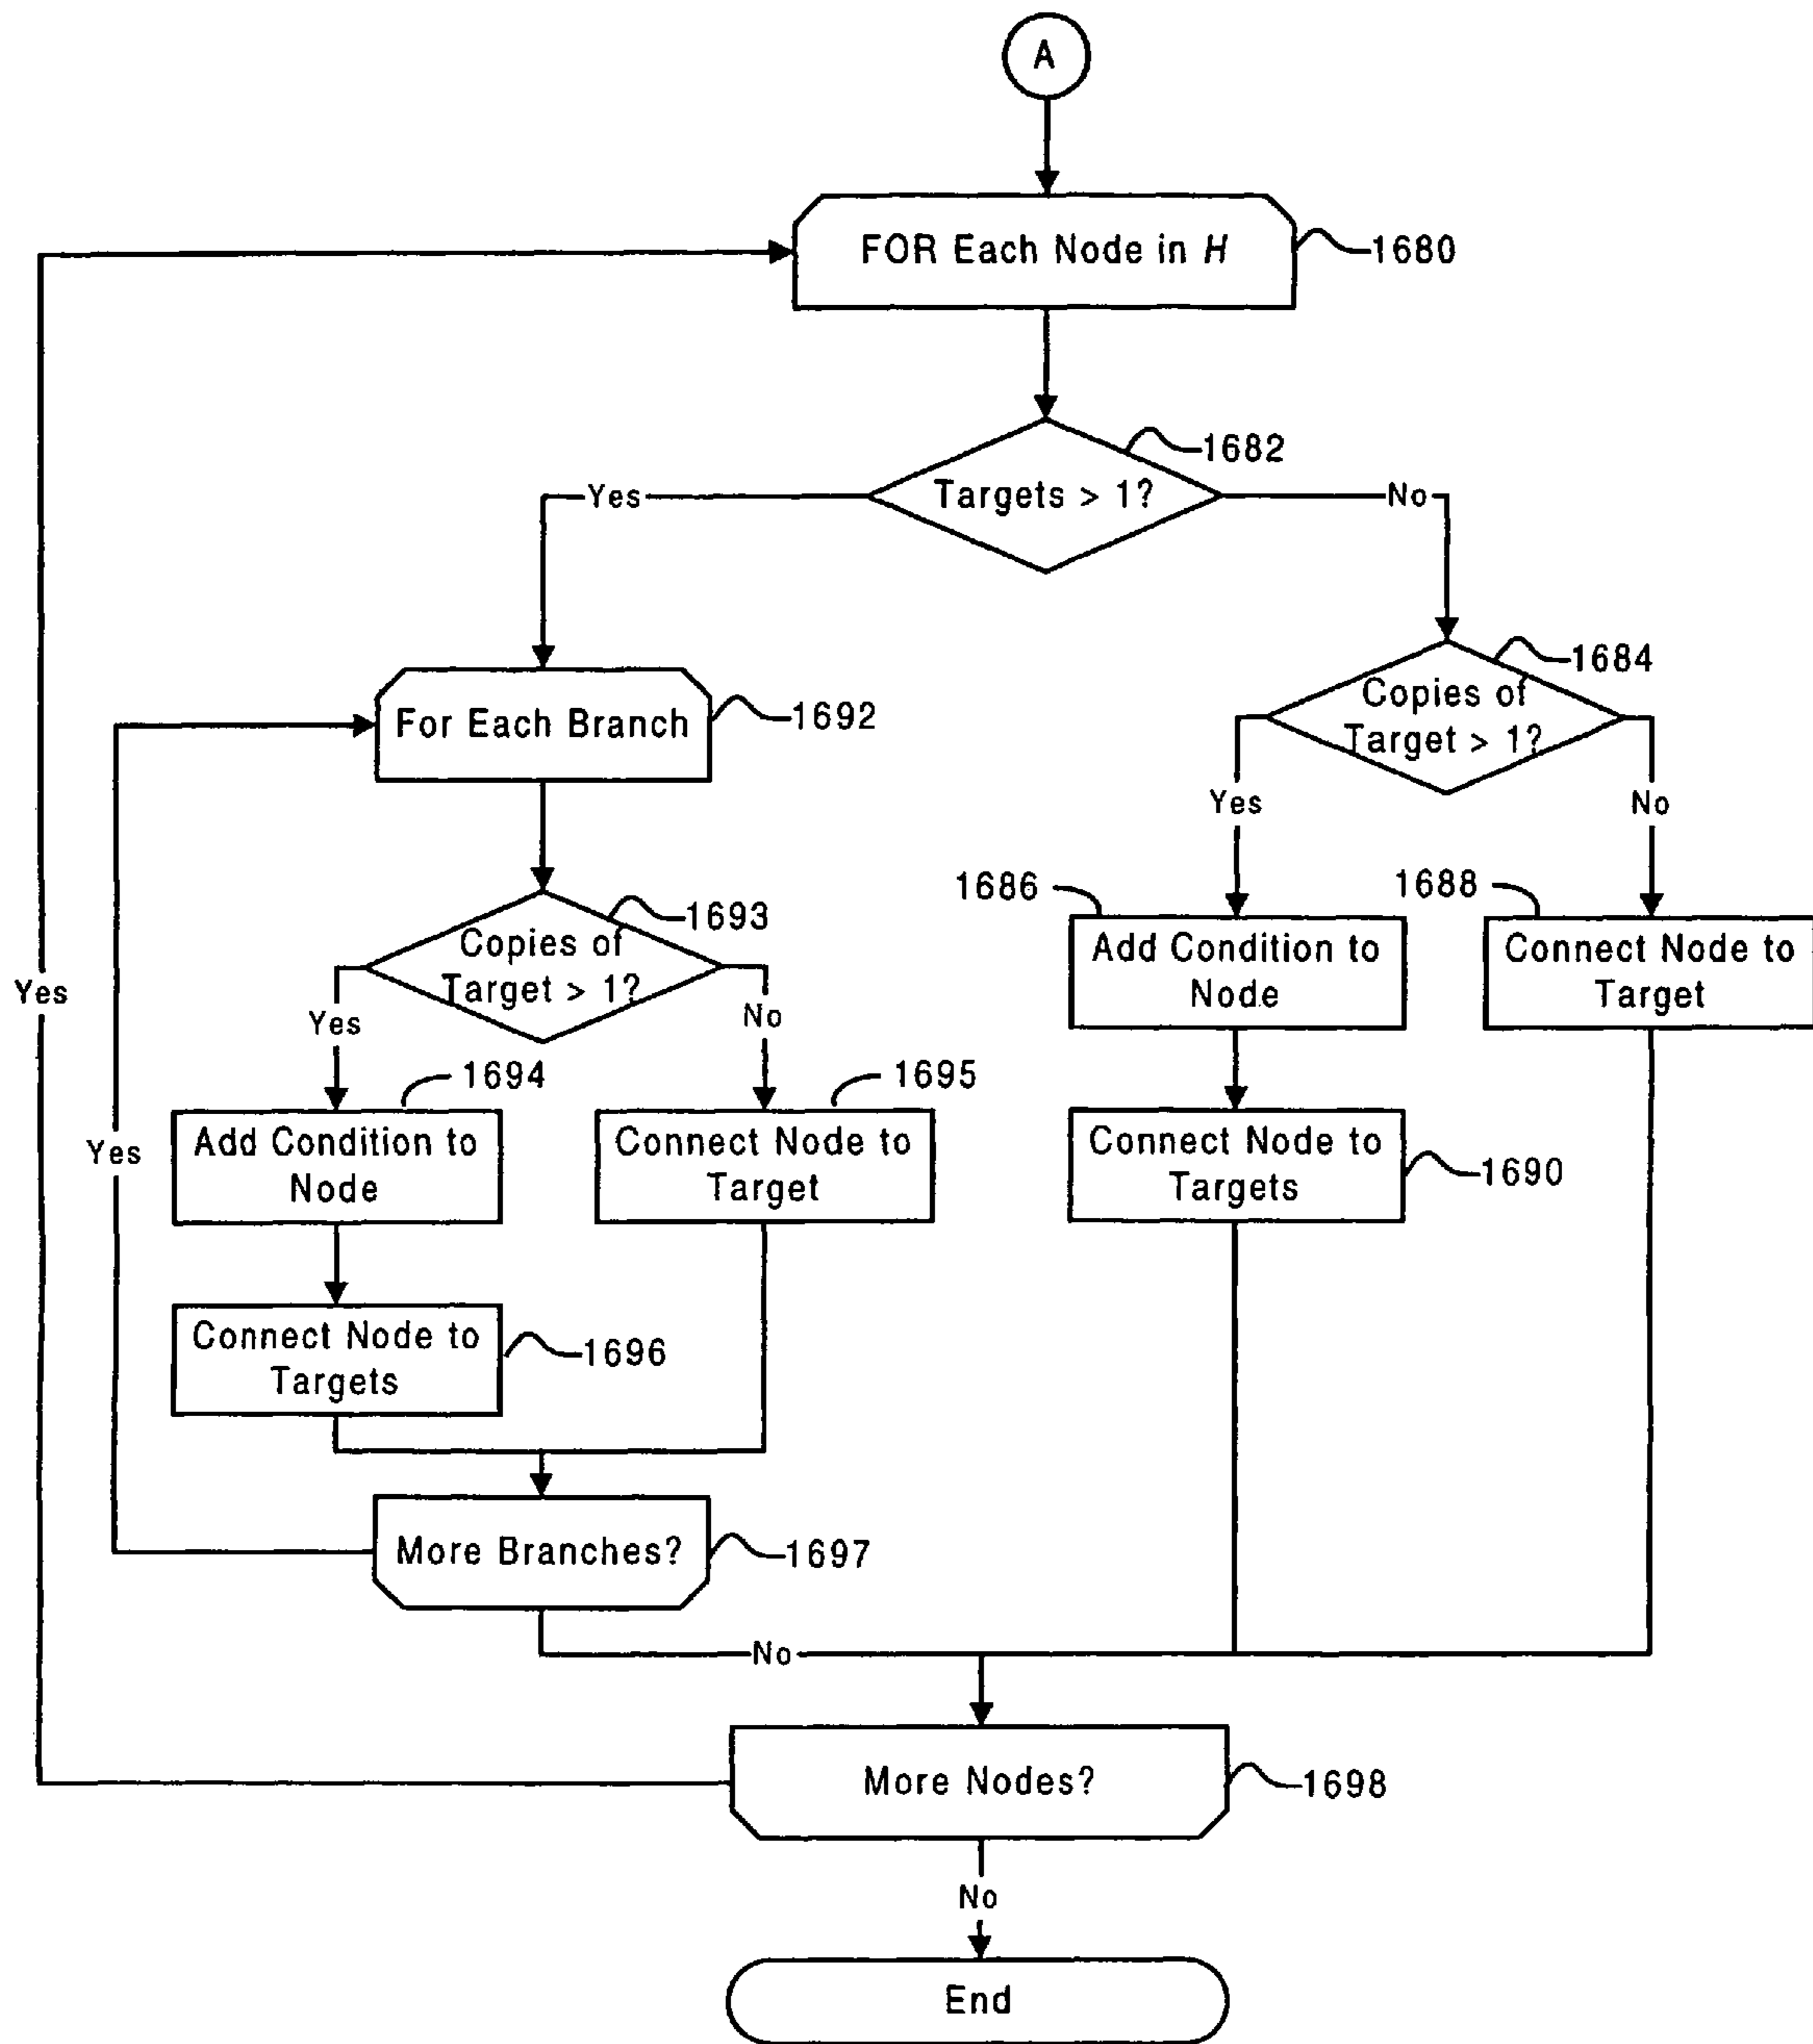 A
FOR Each Node in H
1680
1682
Targets > 1?
Yes
No
1684
Copies of
Target > 1?
For Each Branch
1692
Yes
No
1686
1688
1693
Copies of
Target > 1?
Add Condition to
Node
Connect Node to
Target
Yes
Yes
No
1694
1695
Add Condition to
Node
Connect Node to
Target
Connect Node to
Targets
1690
Yes
Connect Node to
Targets
1696
More Branches?
1697
No
More Nodes?
1698
No
End